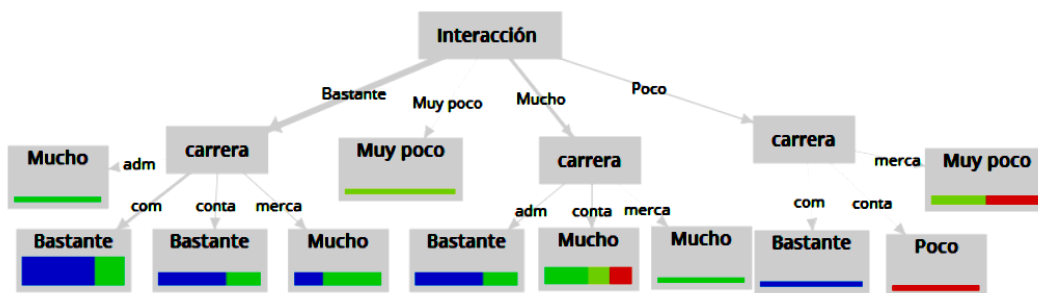 Interacción
Bastante
Muy poco
Mucho
Poco
Mucho
adm
carrera
Muy poco
carrera
carrera
merca
Muy poco
com
conta
merca
adm
conta
merca
com
conta
Bastante
Bastante
Mucho
Bastante
Mucho
Mucho
Bastante
Poco